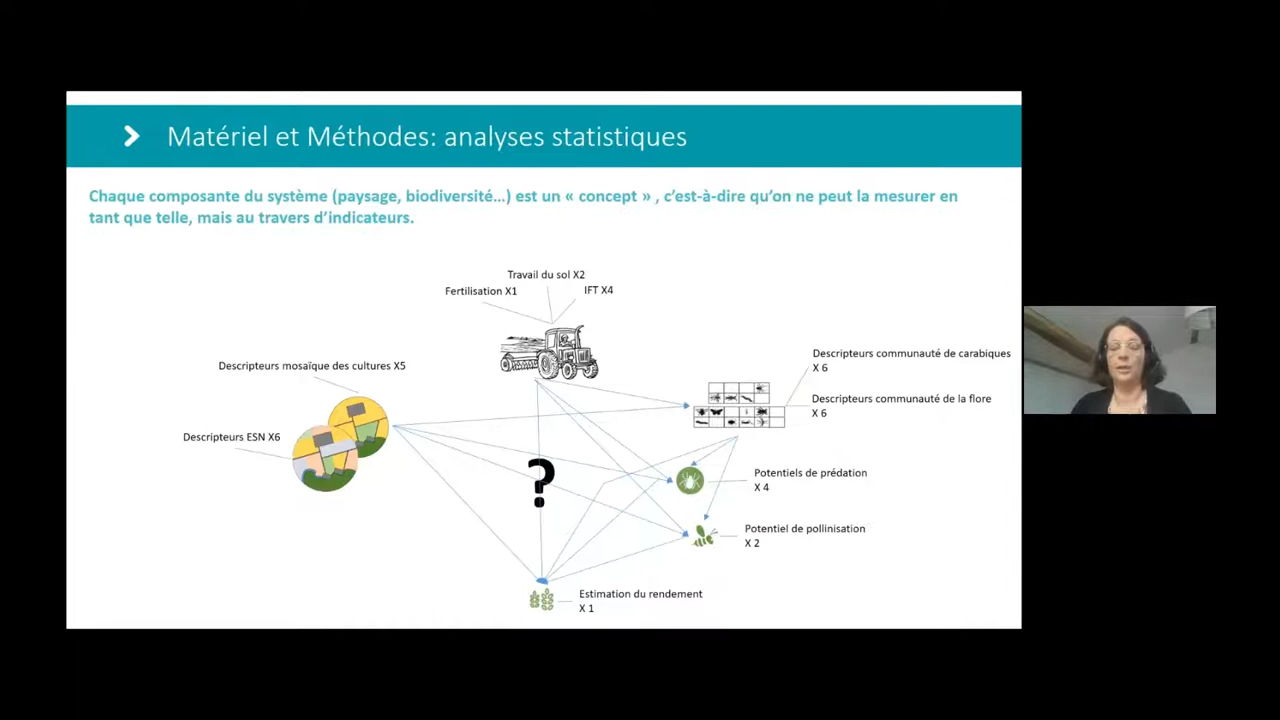 Matériel et Méthodes: analyses statistiques
Chaque composante du système (paysage, biodiversité...) est un « concept » , c'est-à-dire qu'on ne peut la mesurer en
tant que telle, mais au travers d'indicateurs.
Travail du sol X2
Fertilisation X1
IFT X4
Descripteurs mosaïque des cultures X5
Descripteurs communauté de carabiques
X 6
Descripteurs communauté de la flore
X 6
Descripteurs ESN X6
?
Potentiels de prédation
X 4
Potentiel de pollinisation
X 2
Estimation du rendement
X 1